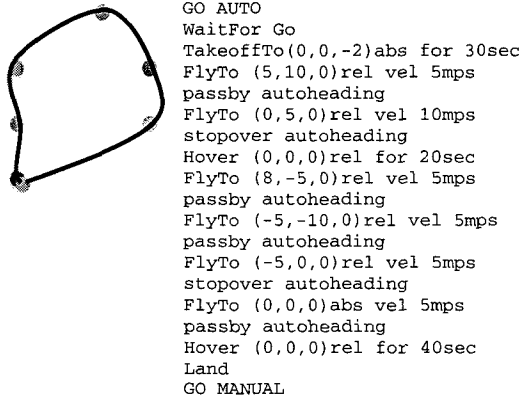 GO AUTO
WaitFor Go
TakeoffTo(0,0,-2)abs for 30sec
FlyTo (5,10,0)rel vel 5mps
passby autoheading
FlyTo (0,5,0)rel vel 10mps
stopover autoheading
Hover (0,0,0)rel for 20sec
FlyTo (8,-5,0)rel vel 5mps
passby autoheading
FlyTo (-5,-10,0)rel vel 5mps
passby autoheading
FlyTo (-5,0,0)rel vel 5mps
stopover autoheading
FlyTo (0,0,0)abs vel 5mps
passby autoheading
Hover (0,0,0)rel for 40sec
Land
GO MANUAL